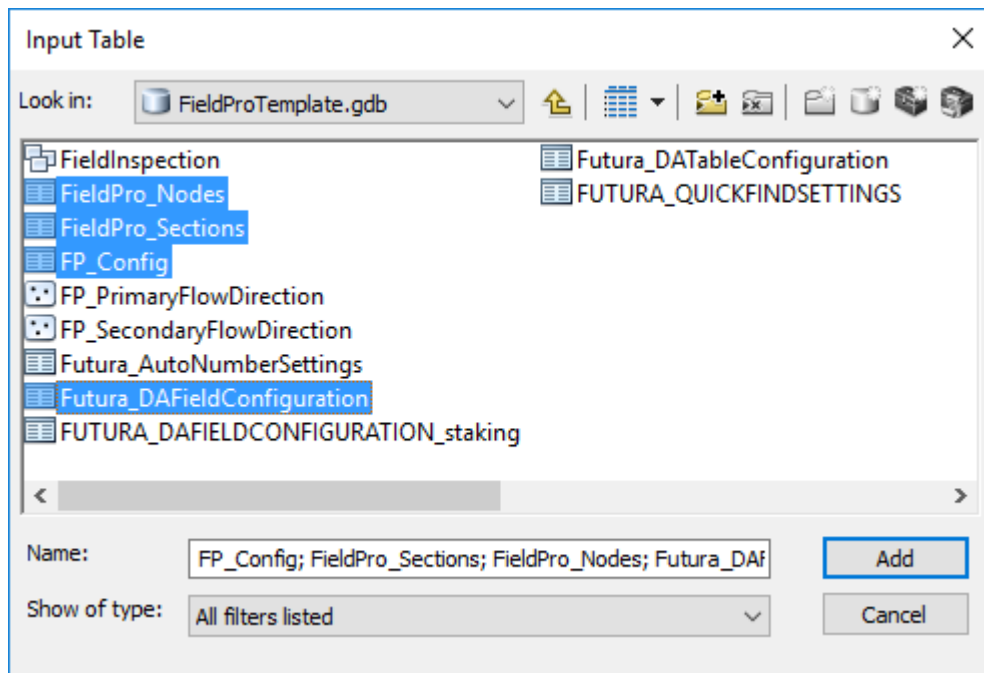 Input Table
Look in: FieldProTemplate.gdb
FieldInspection
FieldPro_Nodes
FieldPro_Sections
FP_Config
FP_PrimaryFlowDirection
FP_SecondaryFlowDirection
Futura_AutoNumberSettings
Futura_DAFieldConfiguration
FUTURA_DAFIELDCONFIGURATION_staking
Futura_DATableConfiguration
FUTURA_QUICKFINDSETTINGS
Name: FP_Config; FieldPro_Sections; FieldPro_Nodes; Futura_DAF Add
Show of type: All filters listed Cancel